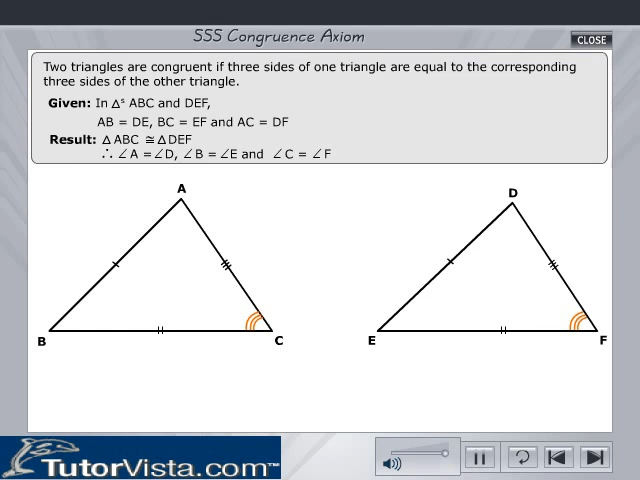 SSS Congruence Axiom
CLOSE
Two triangles are congruent if three sides of one triangle are equal to the corresponding
three sides of the other triangle.
Given: In △ˢ ABC and DEF,
AB = DE, BC = EF and AC = DF
Result: △ ABC ≅ △ DEF
∴ ∠A = ∠D, ∠B = ∠E and ∠C = ∠F
A
D
B
C
E
F
TutorVista.com™